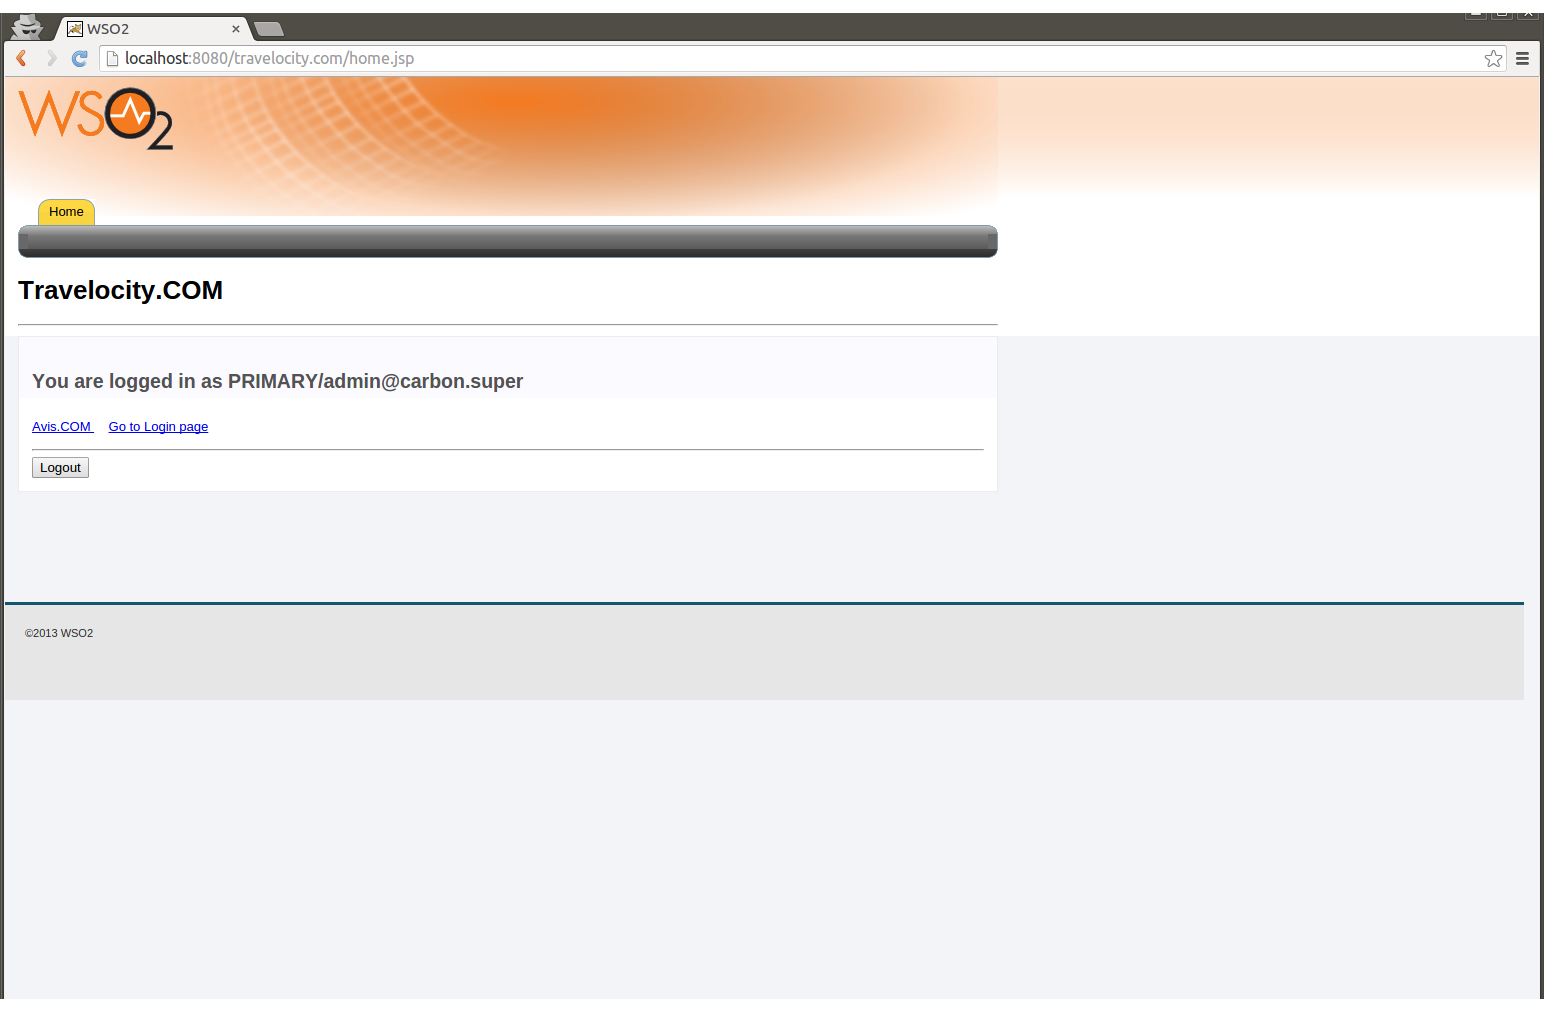 WSO2
localhost:8080/travelocity.com/home.jsp
WSO2
Home
Travelocity.COM
You are logged in as PRIMARY/admin@carbon.super
Avis.COM Go to Login page
Logout
©2013 WSO2